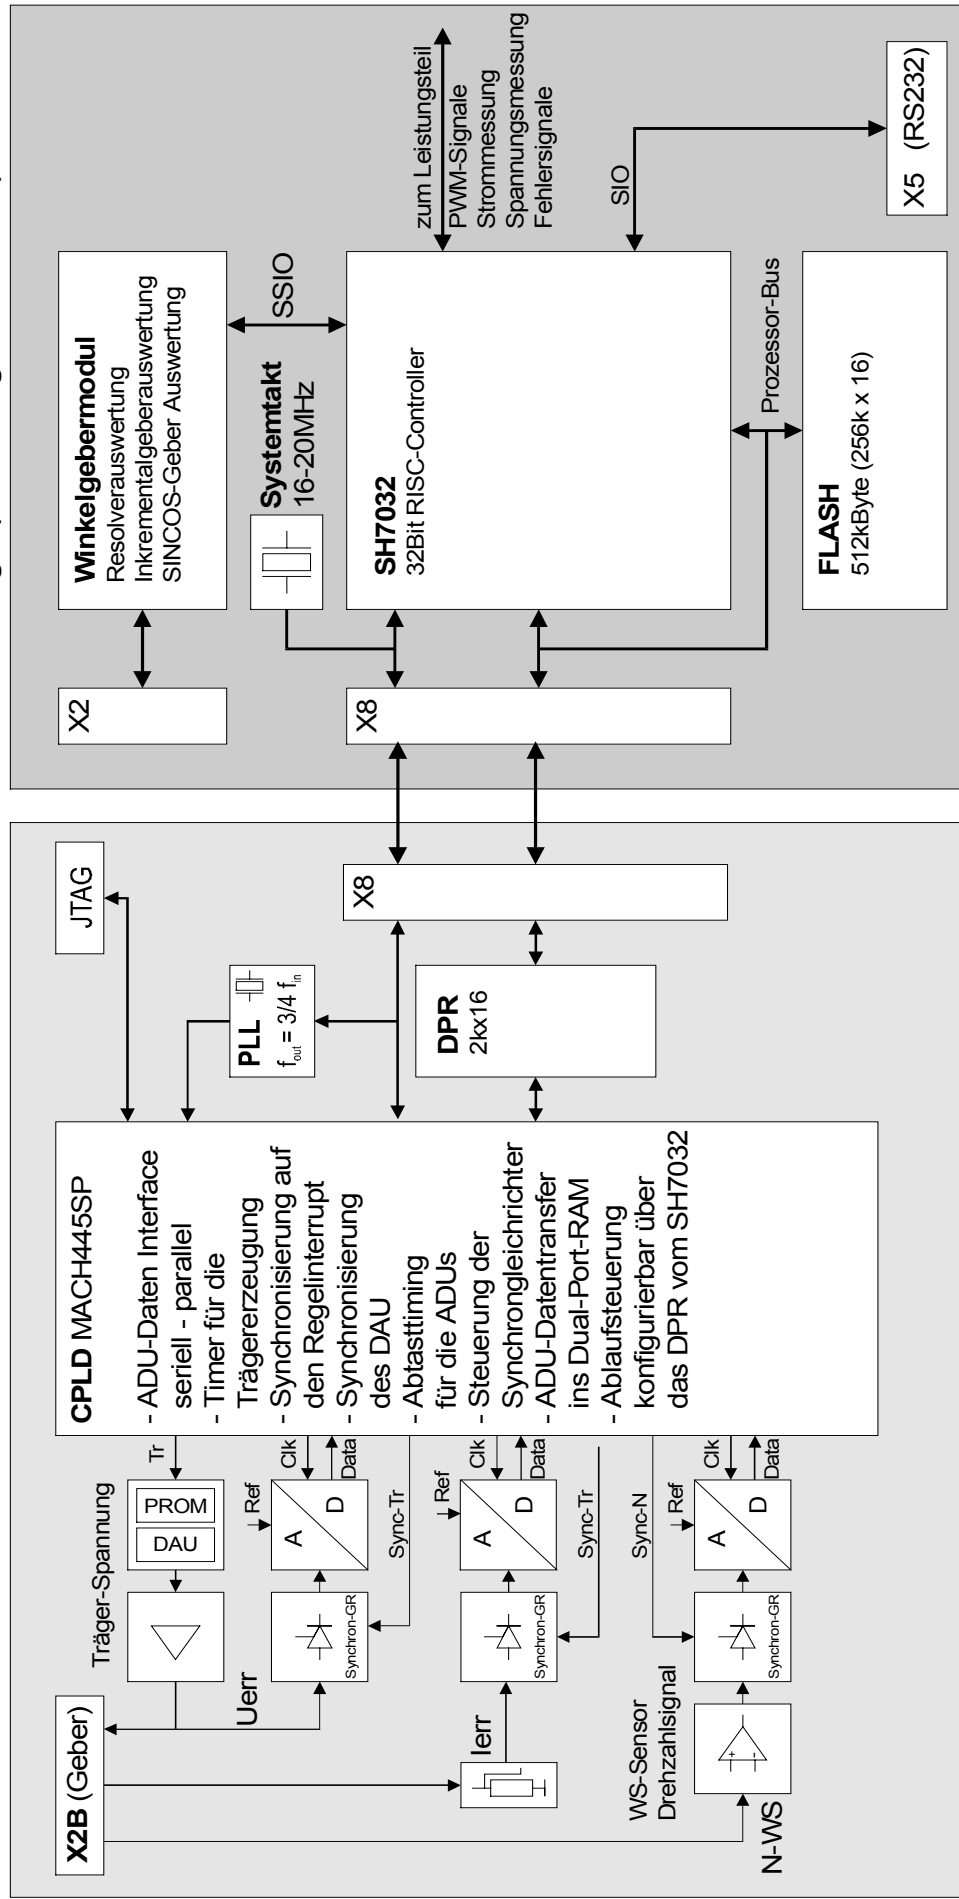 X2B (Geber)
Träger-Spannung
PROM
DAU
Tr
Uerr
Ref
A
D
Clk
Data
Synchron-GR
Sync-Tr
Ierr
Ref
A
D
Clk
Data
Synchron-GR
Sync-Tr
WS-Sensor
Drehzahlsignal
N-WS
Sync-N
Ref
A
D
Clk
Data
Synchron-GR
CPLD MACH445SP
- ADU-Daten Interface
seriell - parallel
- Timer für die
Trägererzeugung
- Synchronisierung auf
den Regelinterrupt
- Synchronisierung
des DAU
- Abtasttiming
für die ADUs
- Steuerung der
Synchrongleichrichter
- ADU-Datentransfer
ins Dual-Port-RAM
- Ablaufsteuerung
konfigurierbar über
das DPR vom SH7032
JTAG
PLL
fout = 3/4 fin
DPR
2kx16
X8
X2
X8
Winkelgebermodul
Resolverauswertung
Inkrementalgeberauswertung
SINCOS-Geber Auswertung
SSIO
Systemtakt
16-20MHz
SH7032
32Bit RISC-Controller
zum Leistungsteil
PWM-Signale
Strommessung
Spannungsmessung
Fehlersignale
SIO
X5 (RS232)
Prozessor-Bus
FLASH
512kByte (256k x 16)